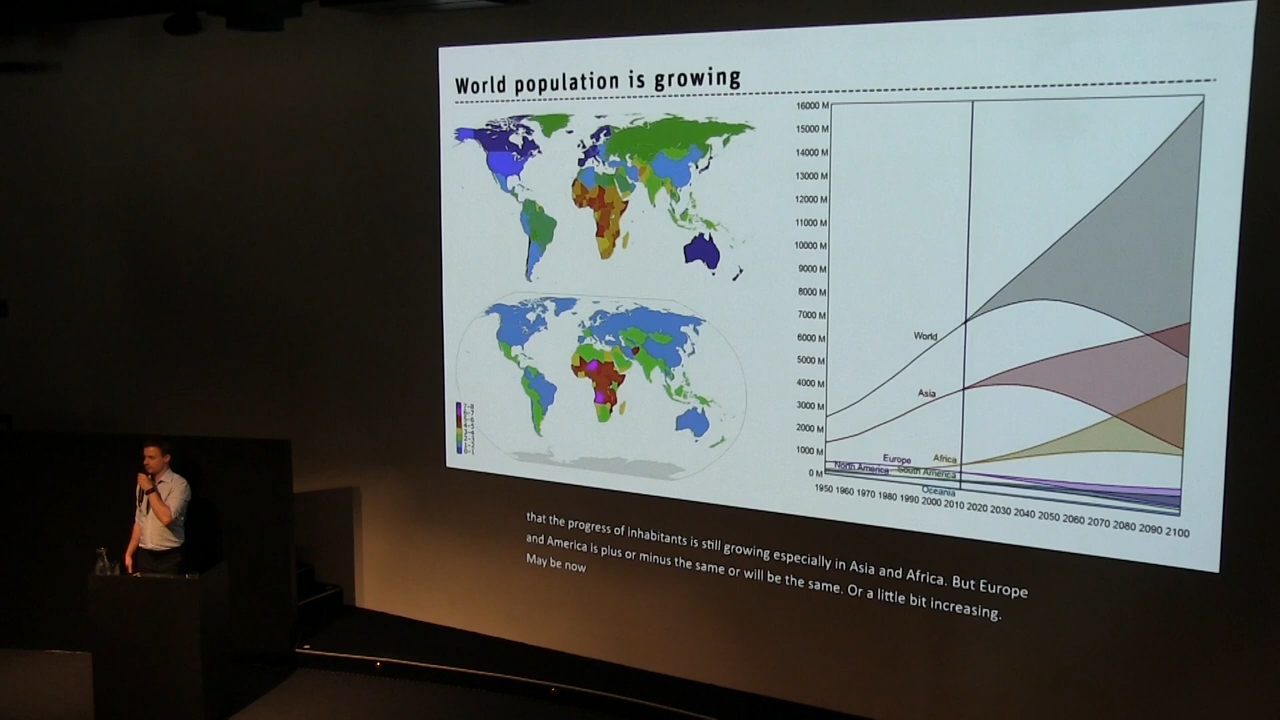 World population is growing
16000 M
15000 M
14000 M
13000 M
12000 M
11000 M
10000 M
9000 M
8000 M
7000 M
6000 M
5000 M
4000 M
3000 M
2000 M
1000 M
0 M
World
Asia
Europe
Africa
North America
South America
Oceania
1950 1960 1970 1980 1990 2000 2010 2020 2030 2040 2050 2060 2070 2080 2090 2100
that the progress of inhabitants is still growing especially in Asia and Africa. But Europe
and America is plus or minus the same or will be the same. Or a little bit increasing.
May be now